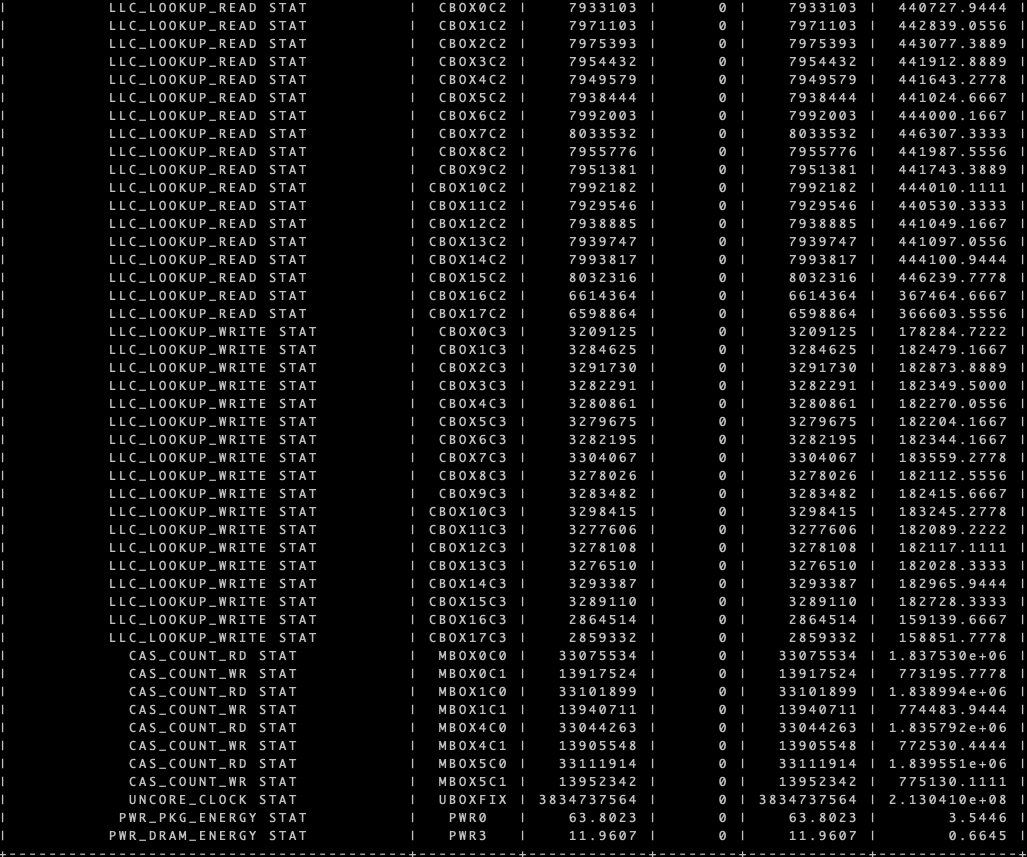 | LLC_LOOKUP_READ STAT | CBOX0C2 | 7933103 | 0 | 7933103 | 440727.9444 |
| LLC_LOOKUP_READ STAT | CBOX1C2 | 7971103 | 0 | 7971103 | 442839.0556 |
| LLC_LOOKUP_READ STAT | CBOX2C2 | 7975393 | 0 | 7975393 | 443077.3889 |
| LLC_LOOKUP_READ STAT | CBOX3C2 | 7954432 | 0 | 7954432 | 441912.8889 |
| LLC_LOOKUP_READ STAT | CBOX4C2 | 7949579 | 0 | 7949579 | 441643.2778 |
| LLC_LOOKUP_READ STAT | CBOX5C2 | 7938444 | 0 | 7938444 | 441024.6667 |
| LLC_LOOKUP_READ STAT | CBOX6C2 | 7992003 | 0 | 7992003 | 444000.1667 |
| LLC_LOOKUP_READ STAT | CBOX7C2 | 8033532 | 0 | 8033532 | 446307.3333 |
| LLC_LOOKUP_READ STAT | CBOX8C2 | 7955776 | 0 | 7955776 | 441987.5556 |
| LLC_LOOKUP_READ STAT | CBOX9C2 | 7951381 | 0 | 7951381 | 441743.3889 |
| LLC_LOOKUP_READ STAT | CBOX10C2 | 7992182 | 0 | 7992182 | 444010.1111 |
| LLC_LOOKUP_READ STAT | CBOX11C2 | 7929546 | 0 | 7929546 | 440530.3333 |
| LLC_LOOKUP_READ STAT | CBOX12C2 | 7938885 | 0 | 7938885 | 441049.1667 |
| LLC_LOOKUP_READ STAT | CBOX13C2 | 7939747 | 0 | 7939747 | 441097.0556 |
| LLC_LOOKUP_READ STAT | CBOX14C2 | 7993817 | 0 | 7993817 | 444100.9444 |
| LLC_LOOKUP_READ STAT | CBOX15C2 | 8032316 | 0 | 8032316 | 446239.7778 |
| LLC_LOOKUP_READ STAT | CBOX16C2 | 6614364 | 0 | 6614364 | 367464.6667 |
| LLC_LOOKUP_READ STAT | CBOX17C2 | 6598864 | 0 | 6598864 | 366603.5556 |
| LLC_LOOKUP_WRITE STAT | CBOX0C3 | 3209125 | 0 | 3209125 | 178284.7222 |
| LLC_LOOKUP_WRITE STAT | CBOX1C3 | 3284625 | 0 | 3284625 | 182479.1667 |
| LLC_LOOKUP_WRITE STAT | CBOX2C3 | 3291730 | 0 | 3291730 | 182873.8889 |
| LLC_LOOKUP_WRITE STAT | CBOX3C3 | 3282291 | 0 | 3282291 | 182349.5000 |
| LLC_LOOKUP_WRITE STAT | CBOX4C3 | 3280861 | 0 | 3280861 | 182270.0556 |
| LLC_LOOKUP_WRITE STAT | CBOX5C3 | 3279675 | 0 | 3279675 | 182204.1667 |
| LLC_LOOKUP_WRITE STAT | CBOX6C3 | 3282195 | 0 | 3282195 | 182344.1667 |
| LLC_LOOKUP_WRITE STAT | CBOX7C3 | 3304067 | 0 | 3304067 | 183559.2778 |
| LLC_LOOKUP_WRITE STAT | CBOX8C3 | 3278026 | 0 | 3278026 | 182112.5556 |
| LLC_LOOKUP_WRITE STAT | CBOX9C3 | 3283482 | 0 | 3283482 | 182415.6667 |
| LLC_LOOKUP_WRITE STAT | CBOX10C3 | 3298415 | 0 | 3298415 | 183245.2778 |
| LLC_LOOKUP_WRITE STAT | CBOX11C3 | 3277606 | 0 | 3277606 | 182089.2222 |
| LLC_LOOKUP_WRITE STAT | CBOX12C3 | 3278108 | 0 | 3278108 | 182117.1111 |
| LLC_LOOKUP_WRITE STAT | CBOX13C3 | 3276510 | 0 | 3276510 | 182028.3333 |
| LLC_LOOKUP_WRITE STAT | CBOX14C3 | 3293387 | 0 | 3293387 | 182965.9444 |
| LLC_LOOKUP_WRITE STAT | CBOX15C3 | 3289110 | 0 | 3289110 | 182728.3333 |
| LLC_LOOKUP_WRITE STAT | CBOX16C3 | 2864514 | 0 | 2864514 | 159139.6667 |
| LLC_LOOKUP_WRITE STAT | CBOX17C3 | 2859332 | 0 | 2859332 | 158851.7778 |
| CAS_COUNT_RD STAT | MBOX0C0 | 33075534 | 0 | 33075534 | 1.837530e+06 |
| CAS_COUNT_WR STAT | MBOX0C1 | 13917524 | 0 | 13917524 | 773195.7778 |
| CAS_COUNT_RD STAT | MBOX1C0 | 33101899 | 0 | 33101899 | 1.838994e+06 |
| CAS_COUNT_WR STAT | MBOX1C1 | 13940711 | 0 | 13940711 | 774483.9444 |
| CAS_COUNT_RD STAT | MBOX4C0 | 33044263 | 0 | 33044263 | 1.835792e+06 |
| CAS_COUNT_WR STAT | MBOX4C1 | 13905548 | 0 | 13905548 | 772530.4444 |
| CAS_COUNT_RD STAT | MBOX5C0 | 33111914 | 0 | 33111914 | 1.839551e+06 |
| CAS_COUNT_WR STAT | MBOX5C1 | 13952342 | 0 | 13952342 | 775130.1111 |
| UNCORE_CLOCK STAT | UBOXFIX | 3834737564 | 0 | 3834737564 | 2.130410e+08 |
| PWR_PKG_ENERGY STAT | PWR0 | 63.8023 | 0 | 63.8023 | 3.5446 |
| PWR_DRAM_ENERGY STAT | PWR3 | 11.9607 | 0 | 11.9607 | 0.6645 |